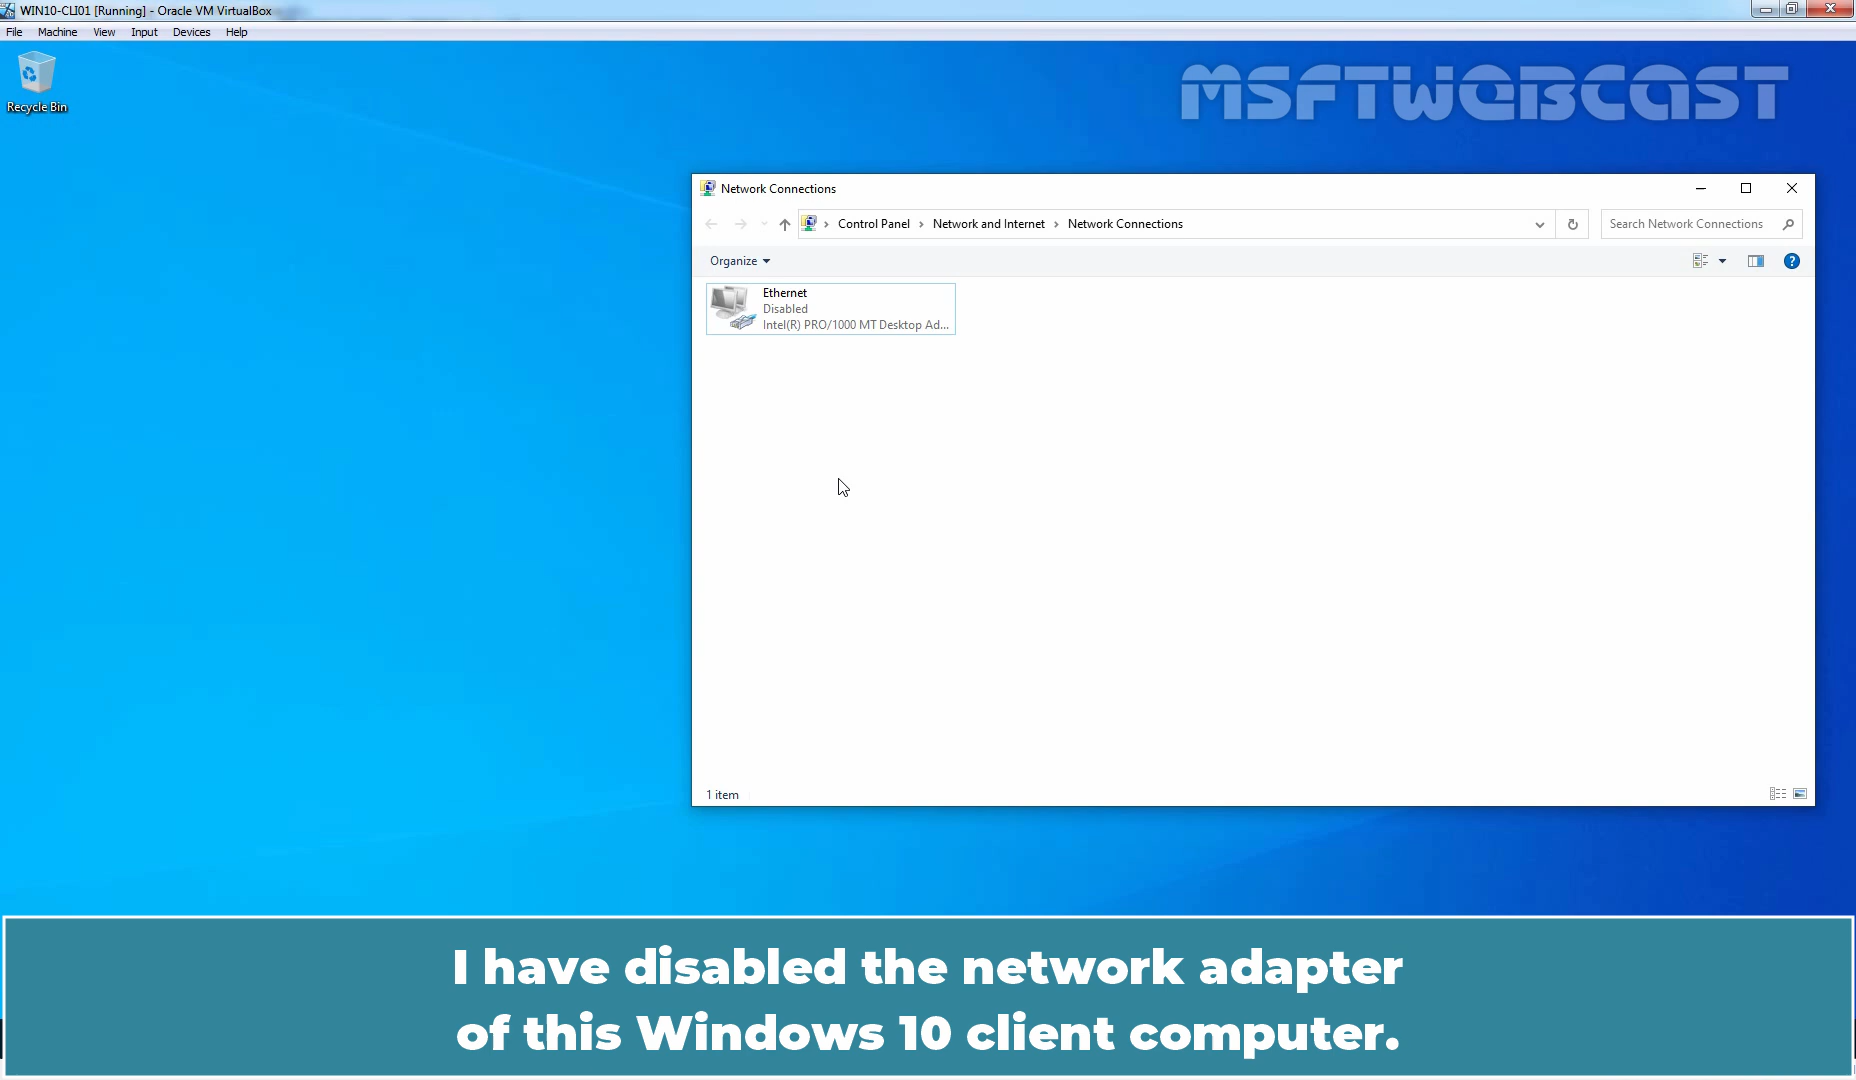 WIN10-CLI01 [Running] - Oracle VM VirtualBox
File Machine View Input Devices Help
Recycle Bin
MSFTWEBCAST
Network Connections
Control Panel > Network and Internet > Network Connections
Search Network Connections
Organize
Ethernet
Disabled
Intel(R) PRO/1000 MT Desktop Ad...
1 item
I have disabled the network adapter
of this Windows 10 client computer.